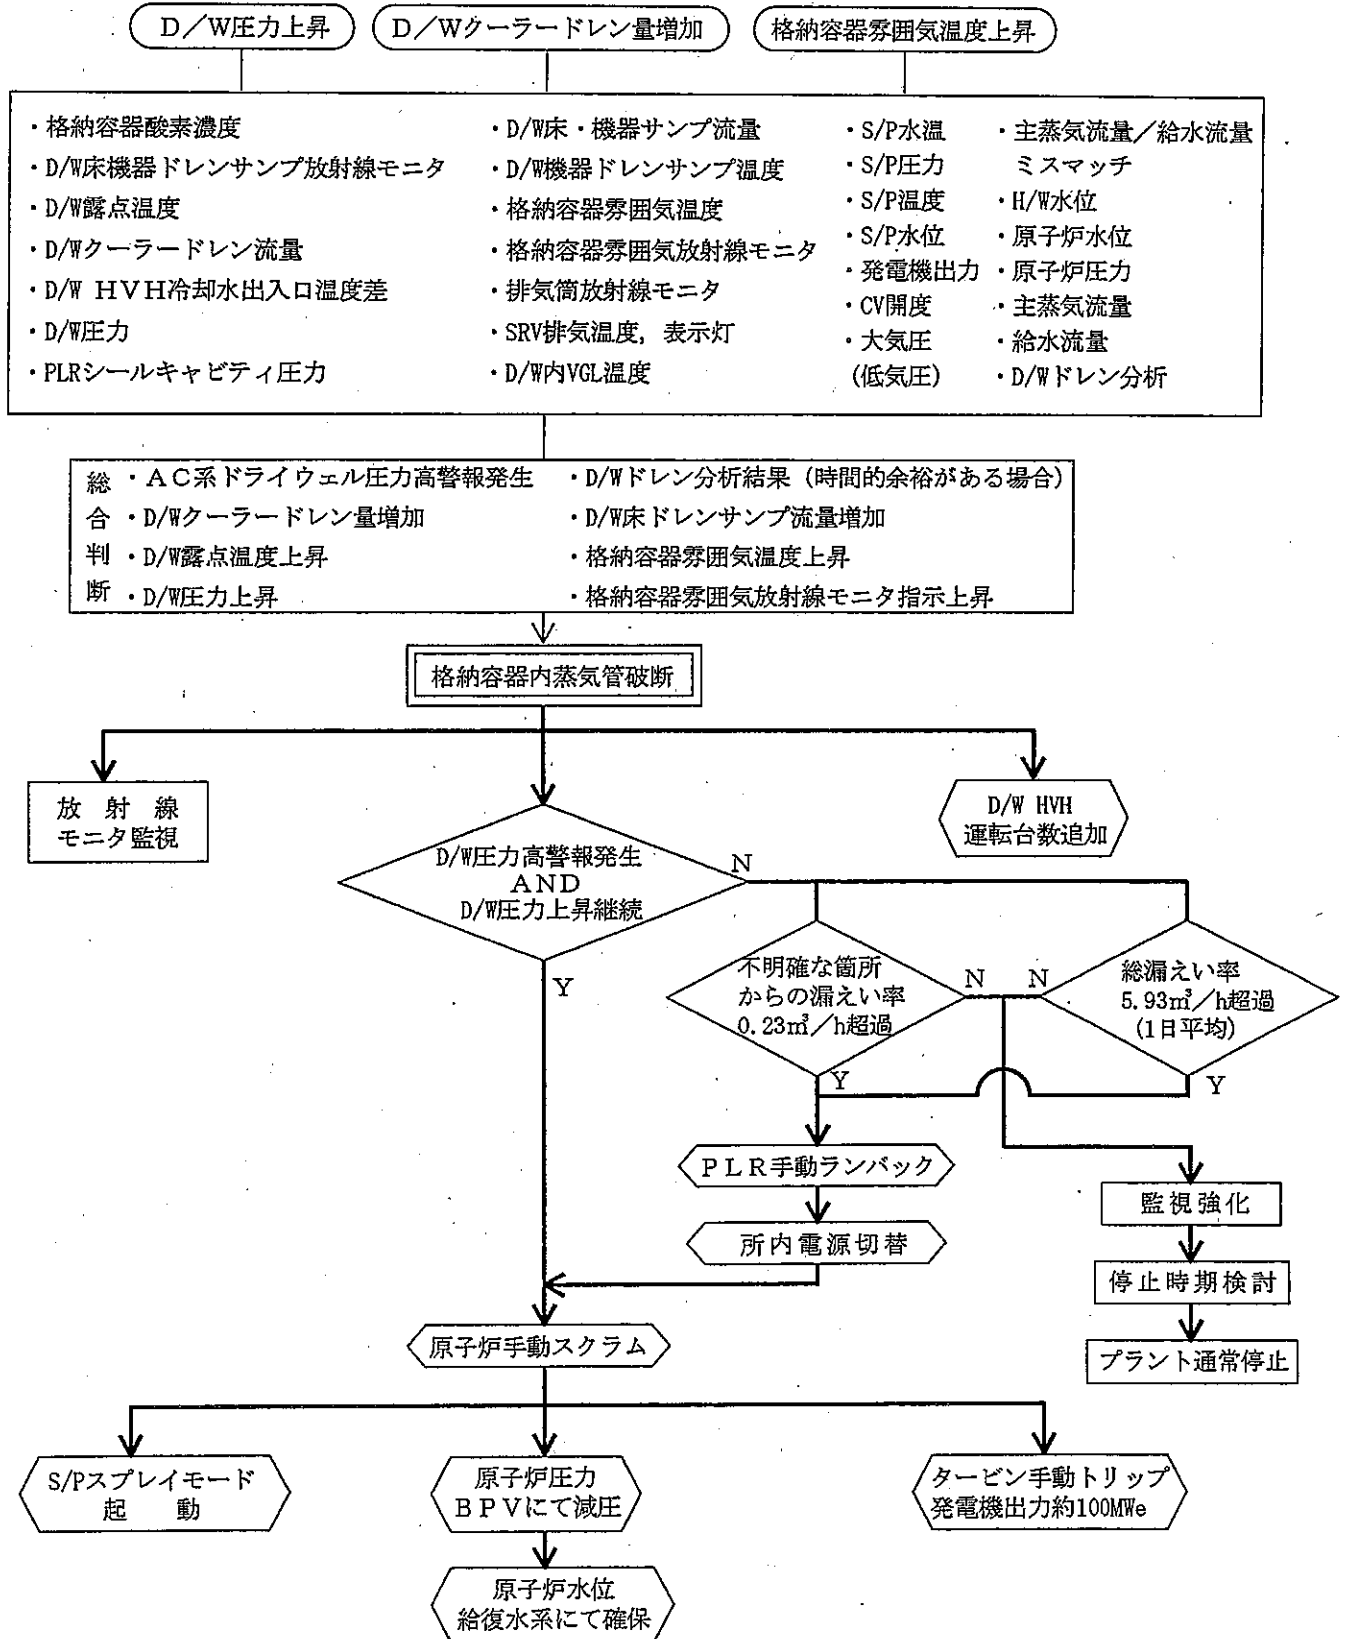 D／W圧力上昇
D／Wクーラードレン量増加
格納容器雰囲気温度上昇
・格納容器酸素濃度
・D/W床機器ドレンサンプ放射線モニタ
・D/W露点温度
・D/Wクーラードレン流量
・D/W HVH冷却水出入口温度差
・D/W圧力
・PLRシールキャビティ圧力
・D/W床・機器サンプ流量
・D/W機器ドレンサンプ温度
・格納容器雰囲気温度
・格納容器雰囲気放射線モニタ
・排気筒放射線モニタ
・SRV排気温度，表示灯
・D/W内VGL温度
・S/P水温
・S/P圧力
・S/P温度
・S/P水位
・発電機出力
・CV開度
・大気圧
(低気圧)
・主蒸気流量／給水流量
ミスマッチ
・H/W水位
・原子炉水位
・原子炉圧力
・主蒸気流量
・給水流量
・D/Wドレン分析
総合判断
・AC系ドライウェル圧力高警報発生
・D/Wクーラードレン量増加
・D/W露点温度上昇
・D/W圧力上昇
・D/Wドレン分析結果（時間的余裕がある場合）
・D/W床ドレンサンプ流量増加
・格納容器雰囲気温度上昇
・格納容器雰囲気放射線モニタ指示上昇
格納容器内蒸気管破断
放 射 線
モニタ監視
D/W HVH
運転台数追加
D/W圧力高警報発生
AND
D/W圧力上昇継続
N
Y
不明確な箇所
からの漏えい率
0.23㎥／h超過
N
Y
N
総漏えい率
5.93㎥／h超過
(1日平均)
Y
PLR手動ランバック
所内電源切替
監視強化
停止時期検討
プラント通常停止
原子炉手動スクラム
S/Pスプレイモード
起 動
原子炉圧力
BPVにて減圧
タービン手動トリップ
発電機出力約100MWe
原子炉水位
給復水系にて確保